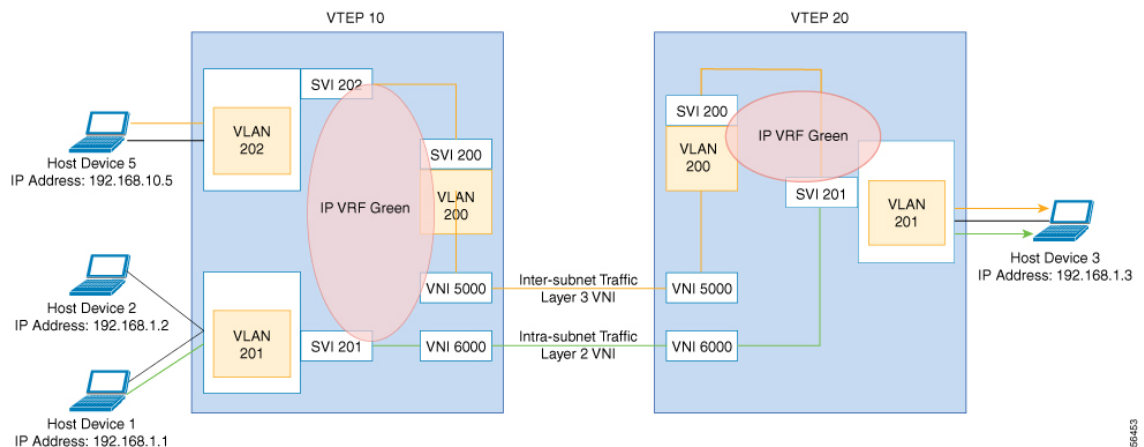 VTEP 10
VTEP 20
SVI 202
VLAN
202
Host Device 5
IP Address: 192.168.10.5
SVI 200
VLAN
200
IP VRF Green
VNI 5000
Host Device 2
IP Address: 192.168.1.2
VLAN
201
SVI 201
VNI 6000
Host Device 1
IP Address: 192.168.1.1
Inter-subnet Traffic
Layer 3 VNI
Intra-subnet Traffic
Layer 2 VNI
SVI 200
VLAN
200
IP VRF Green
SVI 201
VLAN
201
VNI 5000
VNI 6000
Host Device 3
IP Address: 192.168.1.3